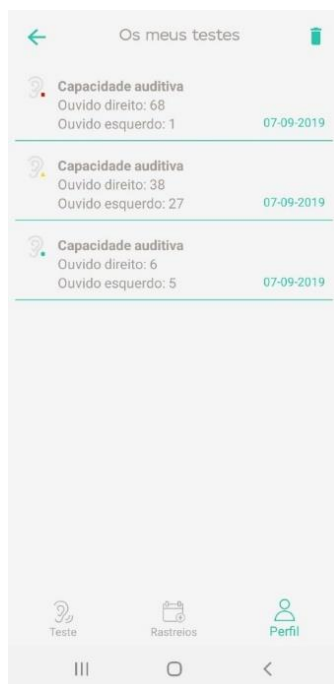 Os meus testes
Capacidade auditiva
Ouvido direito: 68
Ouvido esquerdo: 1
07-09-2019
Capacidade auditiva
Ouvido direito: 38
Ouvido esquerdo: 27
07-09-2019
Capacidade auditiva
Ouvido direito: 6
Ouvido esquerdo: 5
07-09-2019
Teste
Rastreios
Perfil